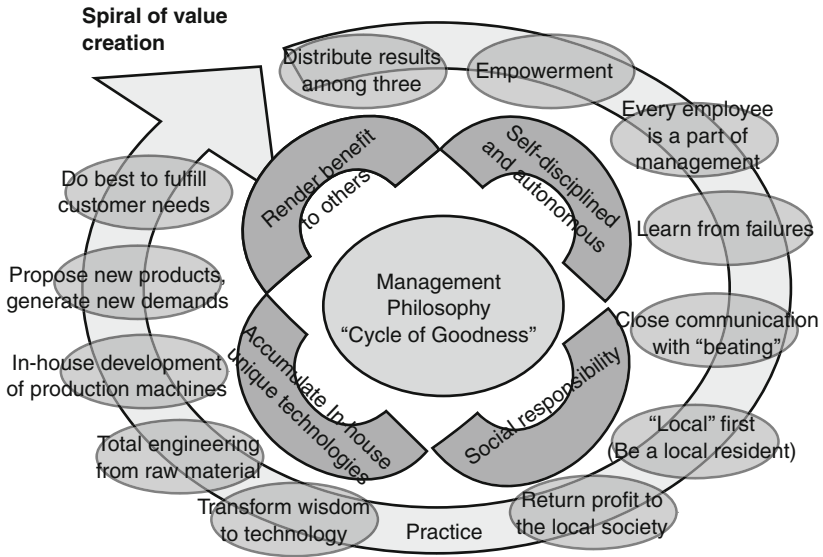 Spiral of value
creation
Distribute results
among three
Empowerment
Every employee
is a part of
management
Learn from failures
Close communication
with “beating”
“Local” first
(Be a local resident)
Return profit to
the local society
Practice
Transform wisdom
to technology
Total engineering
from raw material
In-house development
of production machines
Propose new products,
generate new demands
Do best to fulfill
customer needs
Render benefit
to others
Self-disciplined
and autonomous
Social responsibility
Accumulate In-house
unique technologies
Management
Philosophy
“Cycle of Goodness”